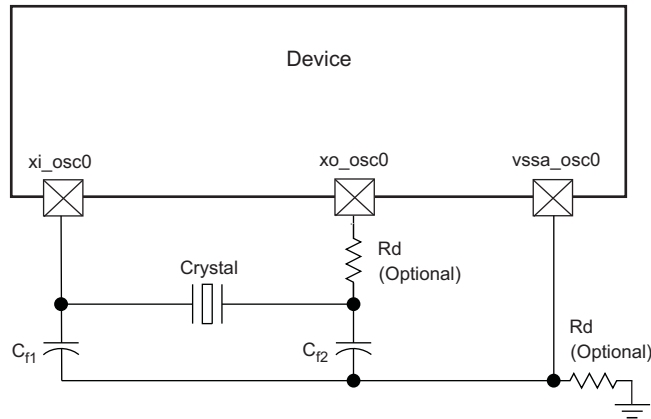 Device
xi_osc0
xo_osc0
vssa_osc0
Rd
(Optional)
Crystal
Rd
(Optional)
Cf1
Cf2